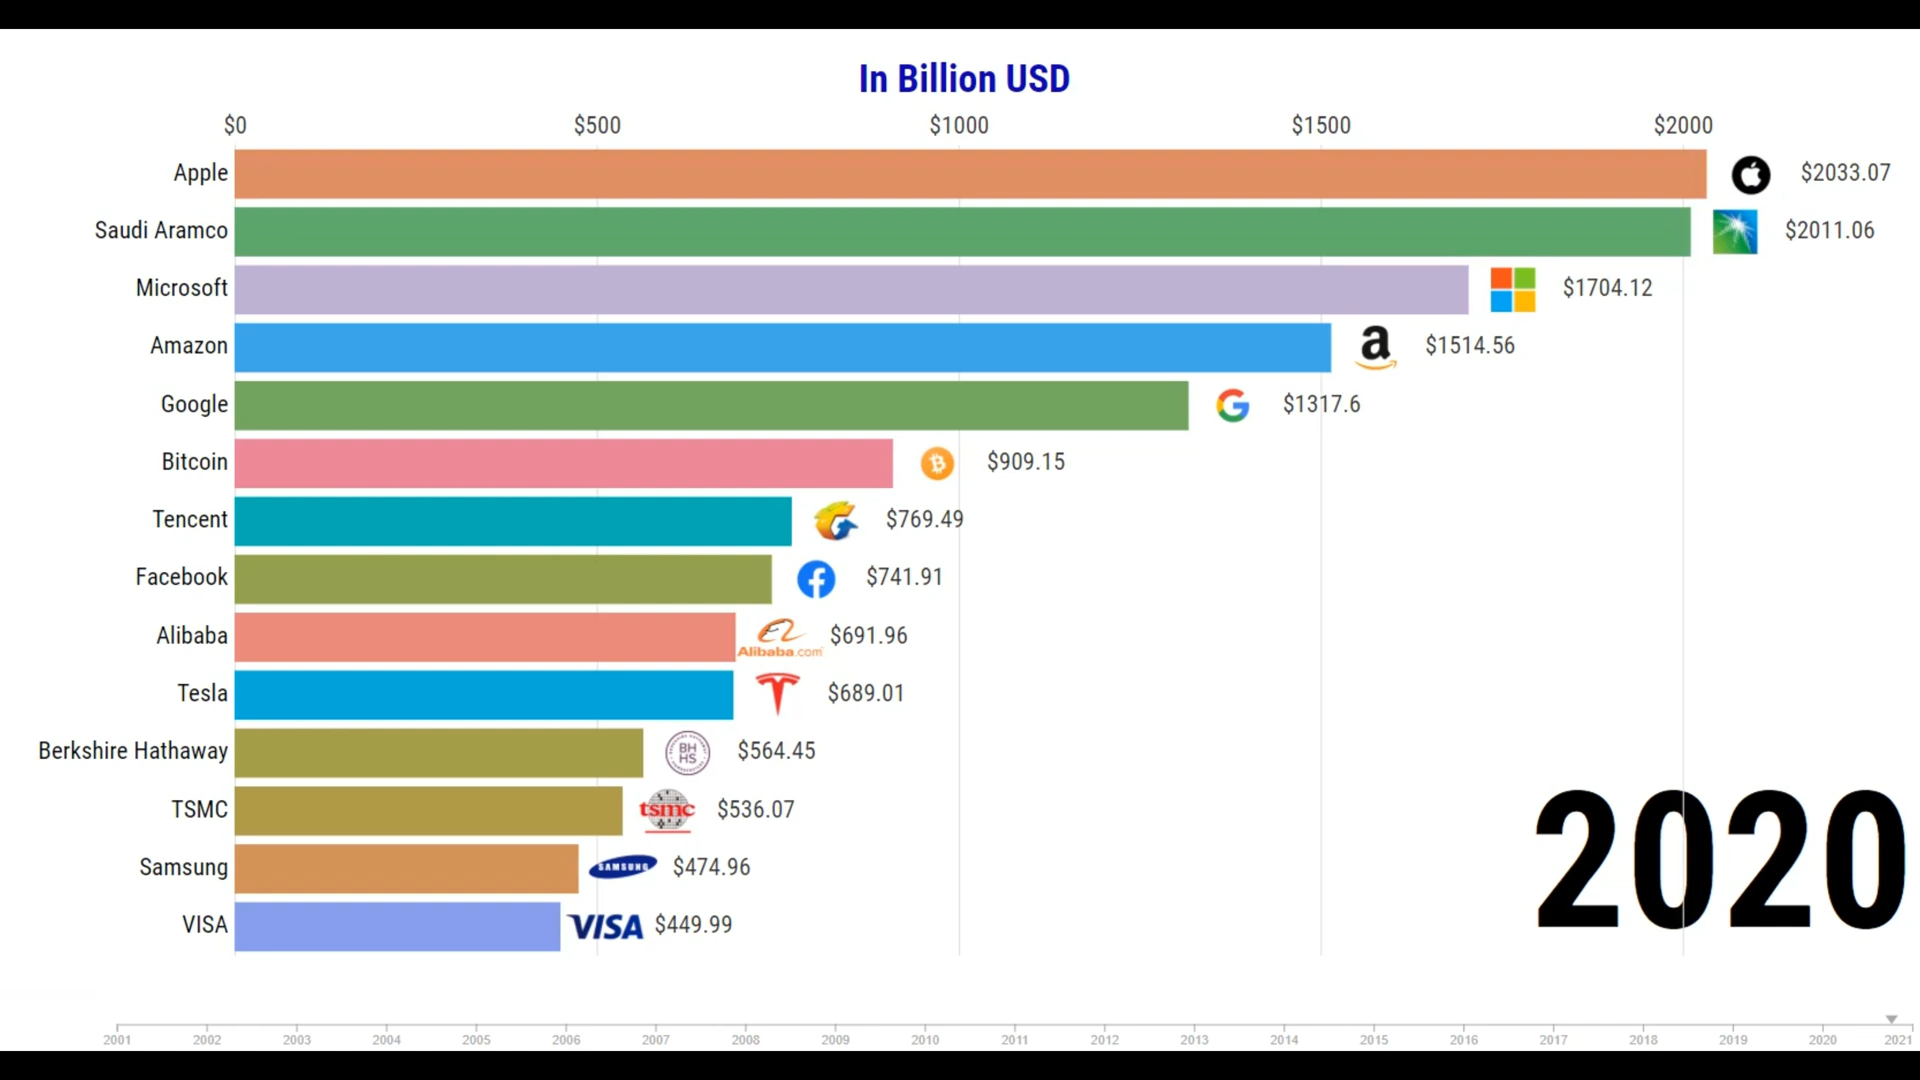 In Billion USD
$0 $500 $1000 $1500 $2000
Apple $2033.07
Saudi Aramco $2011.06
Microsoft $1704.12
Amazon a $1514.56
Google G $1317.6
Bitcoin $909.15
Tencent $769.49
Facebook f $741.91
Alibaba Alibaba.com $691.96
Tesla $689.01
Berkshire Hathaway BH HS $564.45
TSMC tsmc $536.07
Samsung SAMSUNG $474.96
VISA VISA $449.99
2020
2001 2002 2003 2004 2005 2006 2007 2008 2009 2010 2011 2012 2013 2014 2015 2016 2017 2018 2019 2020 2021